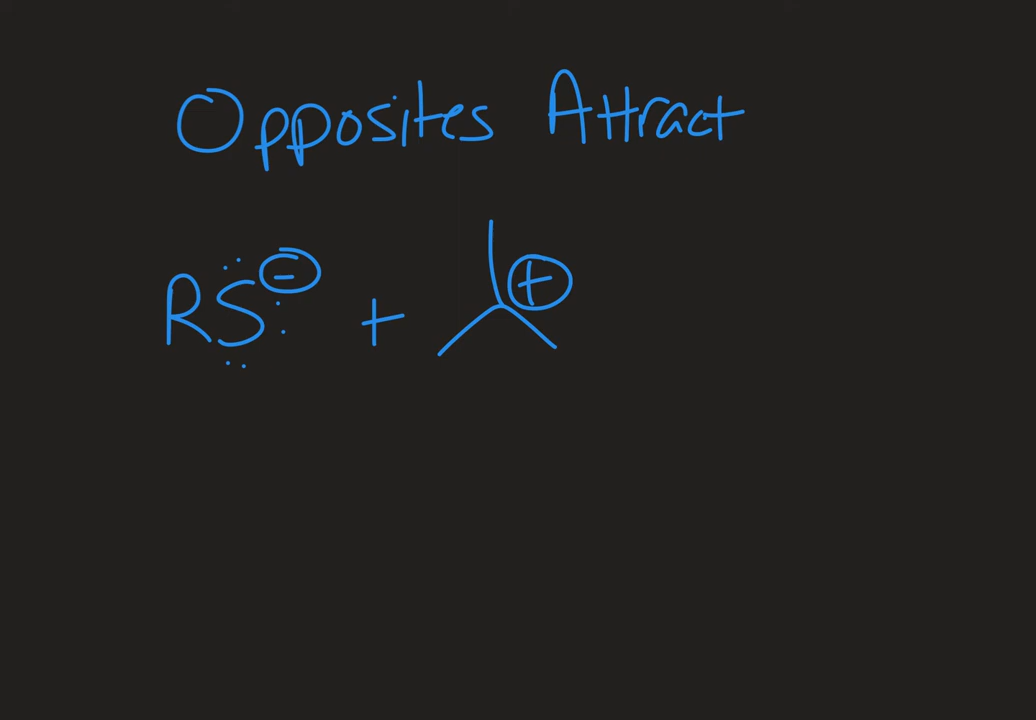 Opposites Attract
RS⊖ + ⊕